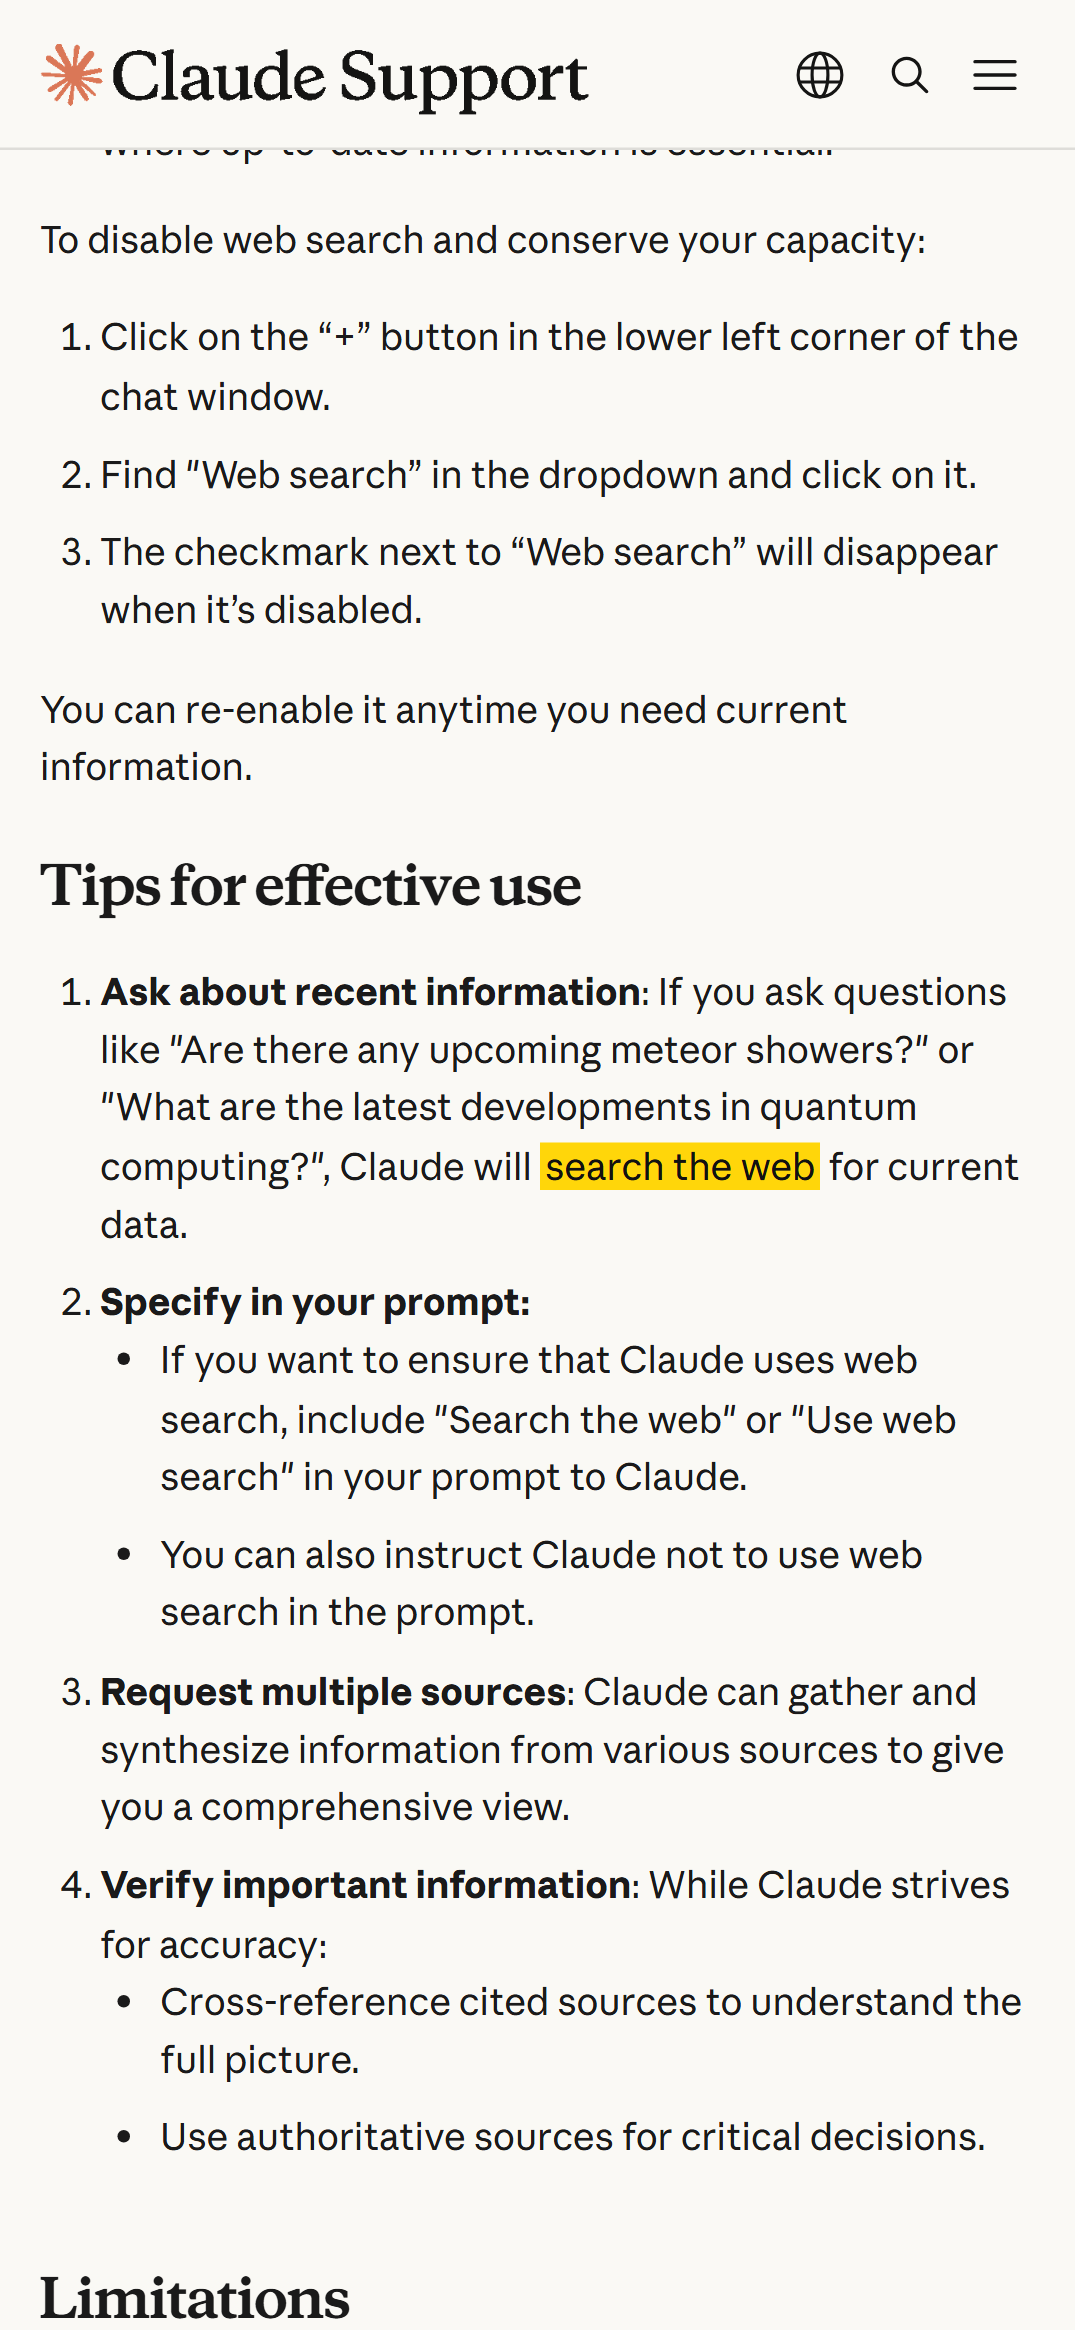 Claude Support
where up-to-date information is essential.
To disable web search and conserve your capacity:
1. Click on the “+” button in the lower left corner of the
chat window.
2. Find "Web search” in the dropdown and click on it.
3. The checkmark next to “Web search” will disappear
when it’s disabled.
You can re-enable it anytime you need current
information.
Tips for effective use
1. Ask about recent information: If you ask questions
like "Are there any upcoming meteor showers?" or
"What are the latest developments in quantum
computing?", Claude will search the web for current
data.
2. Specify in your prompt:
• If you want to ensure that Claude uses web
search, include "Search the web" or "Use web
search" in your prompt to Claude.
• You can also instruct Claude not to use web
search in the prompt.
3. Request multiple sources: Claude can gather and
synthesize information from various sources to give
you a comprehensive view.
4. Verify important information: While Claude strives
for accuracy:
• Cross-reference cited sources to understand the
full picture.
• Use authoritative sources for critical decisions.
Limitations